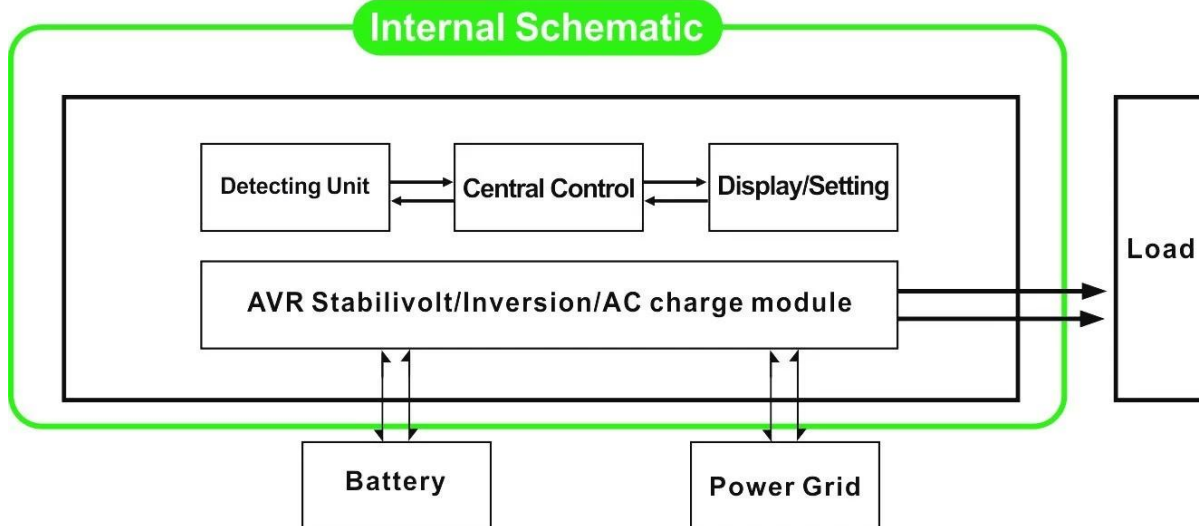 Internal Schematic
Detecting Unit
Central Control
Display/Setting
AVR Stabilivolt/Inversion/AC charge module
Load
Battery
Power Grid